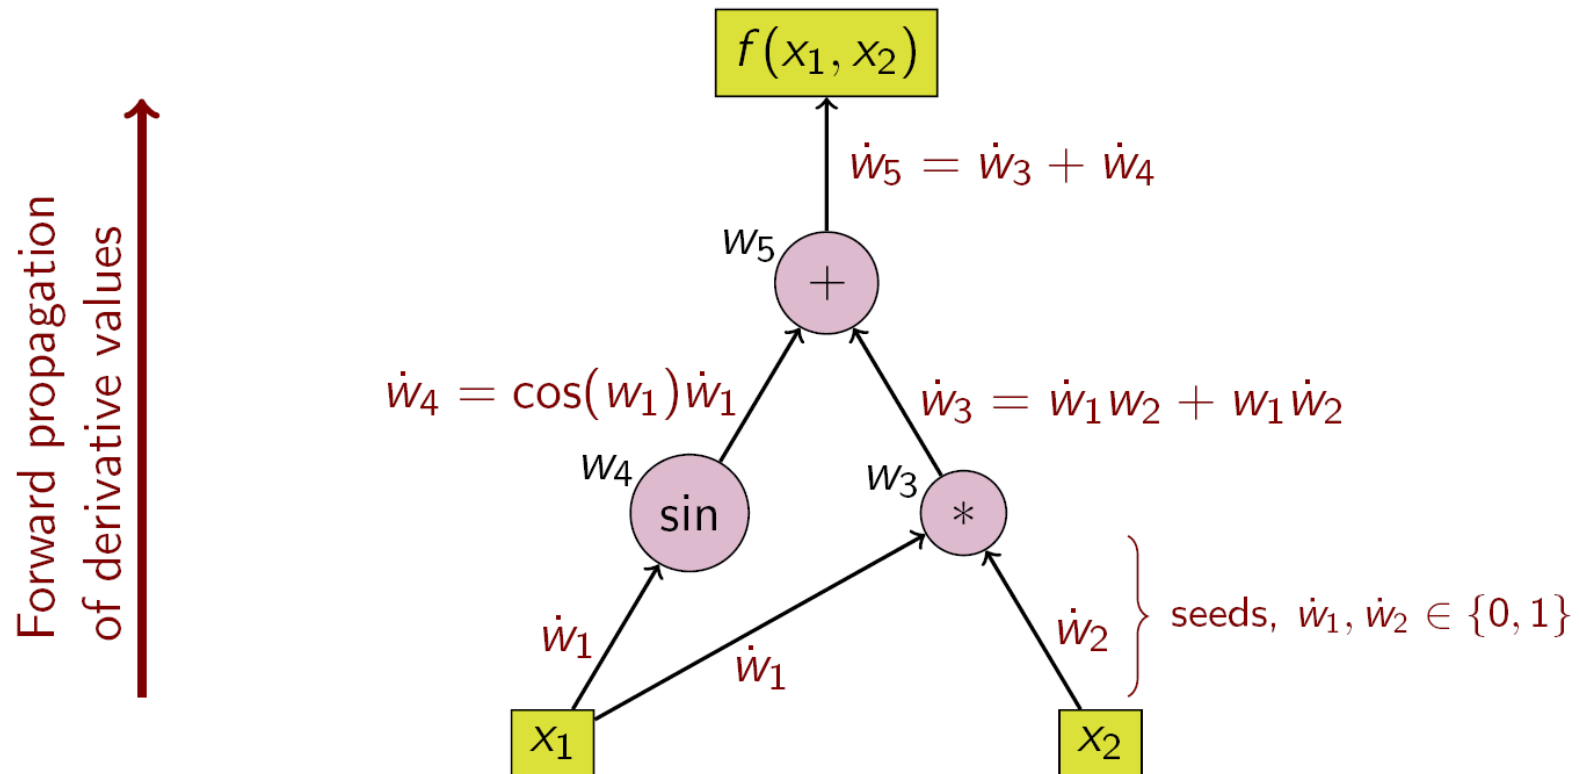 f(x₁, x₂)
ẇ₅ = ẇ₃ + ẇ₄
w₅
+
ẇ₄ = cos(w₁)ẇ₁
ẇ₃ = ẇ₁w₂ + w₁ẇ₂
w₄
sin
w₃
*
ẇ₁
ẇ₁
ẇ₂
seeds, ẇ₁, ẇ₂ ∈ {0, 1}
x₁
x₂
Forward propagation
of derivative values